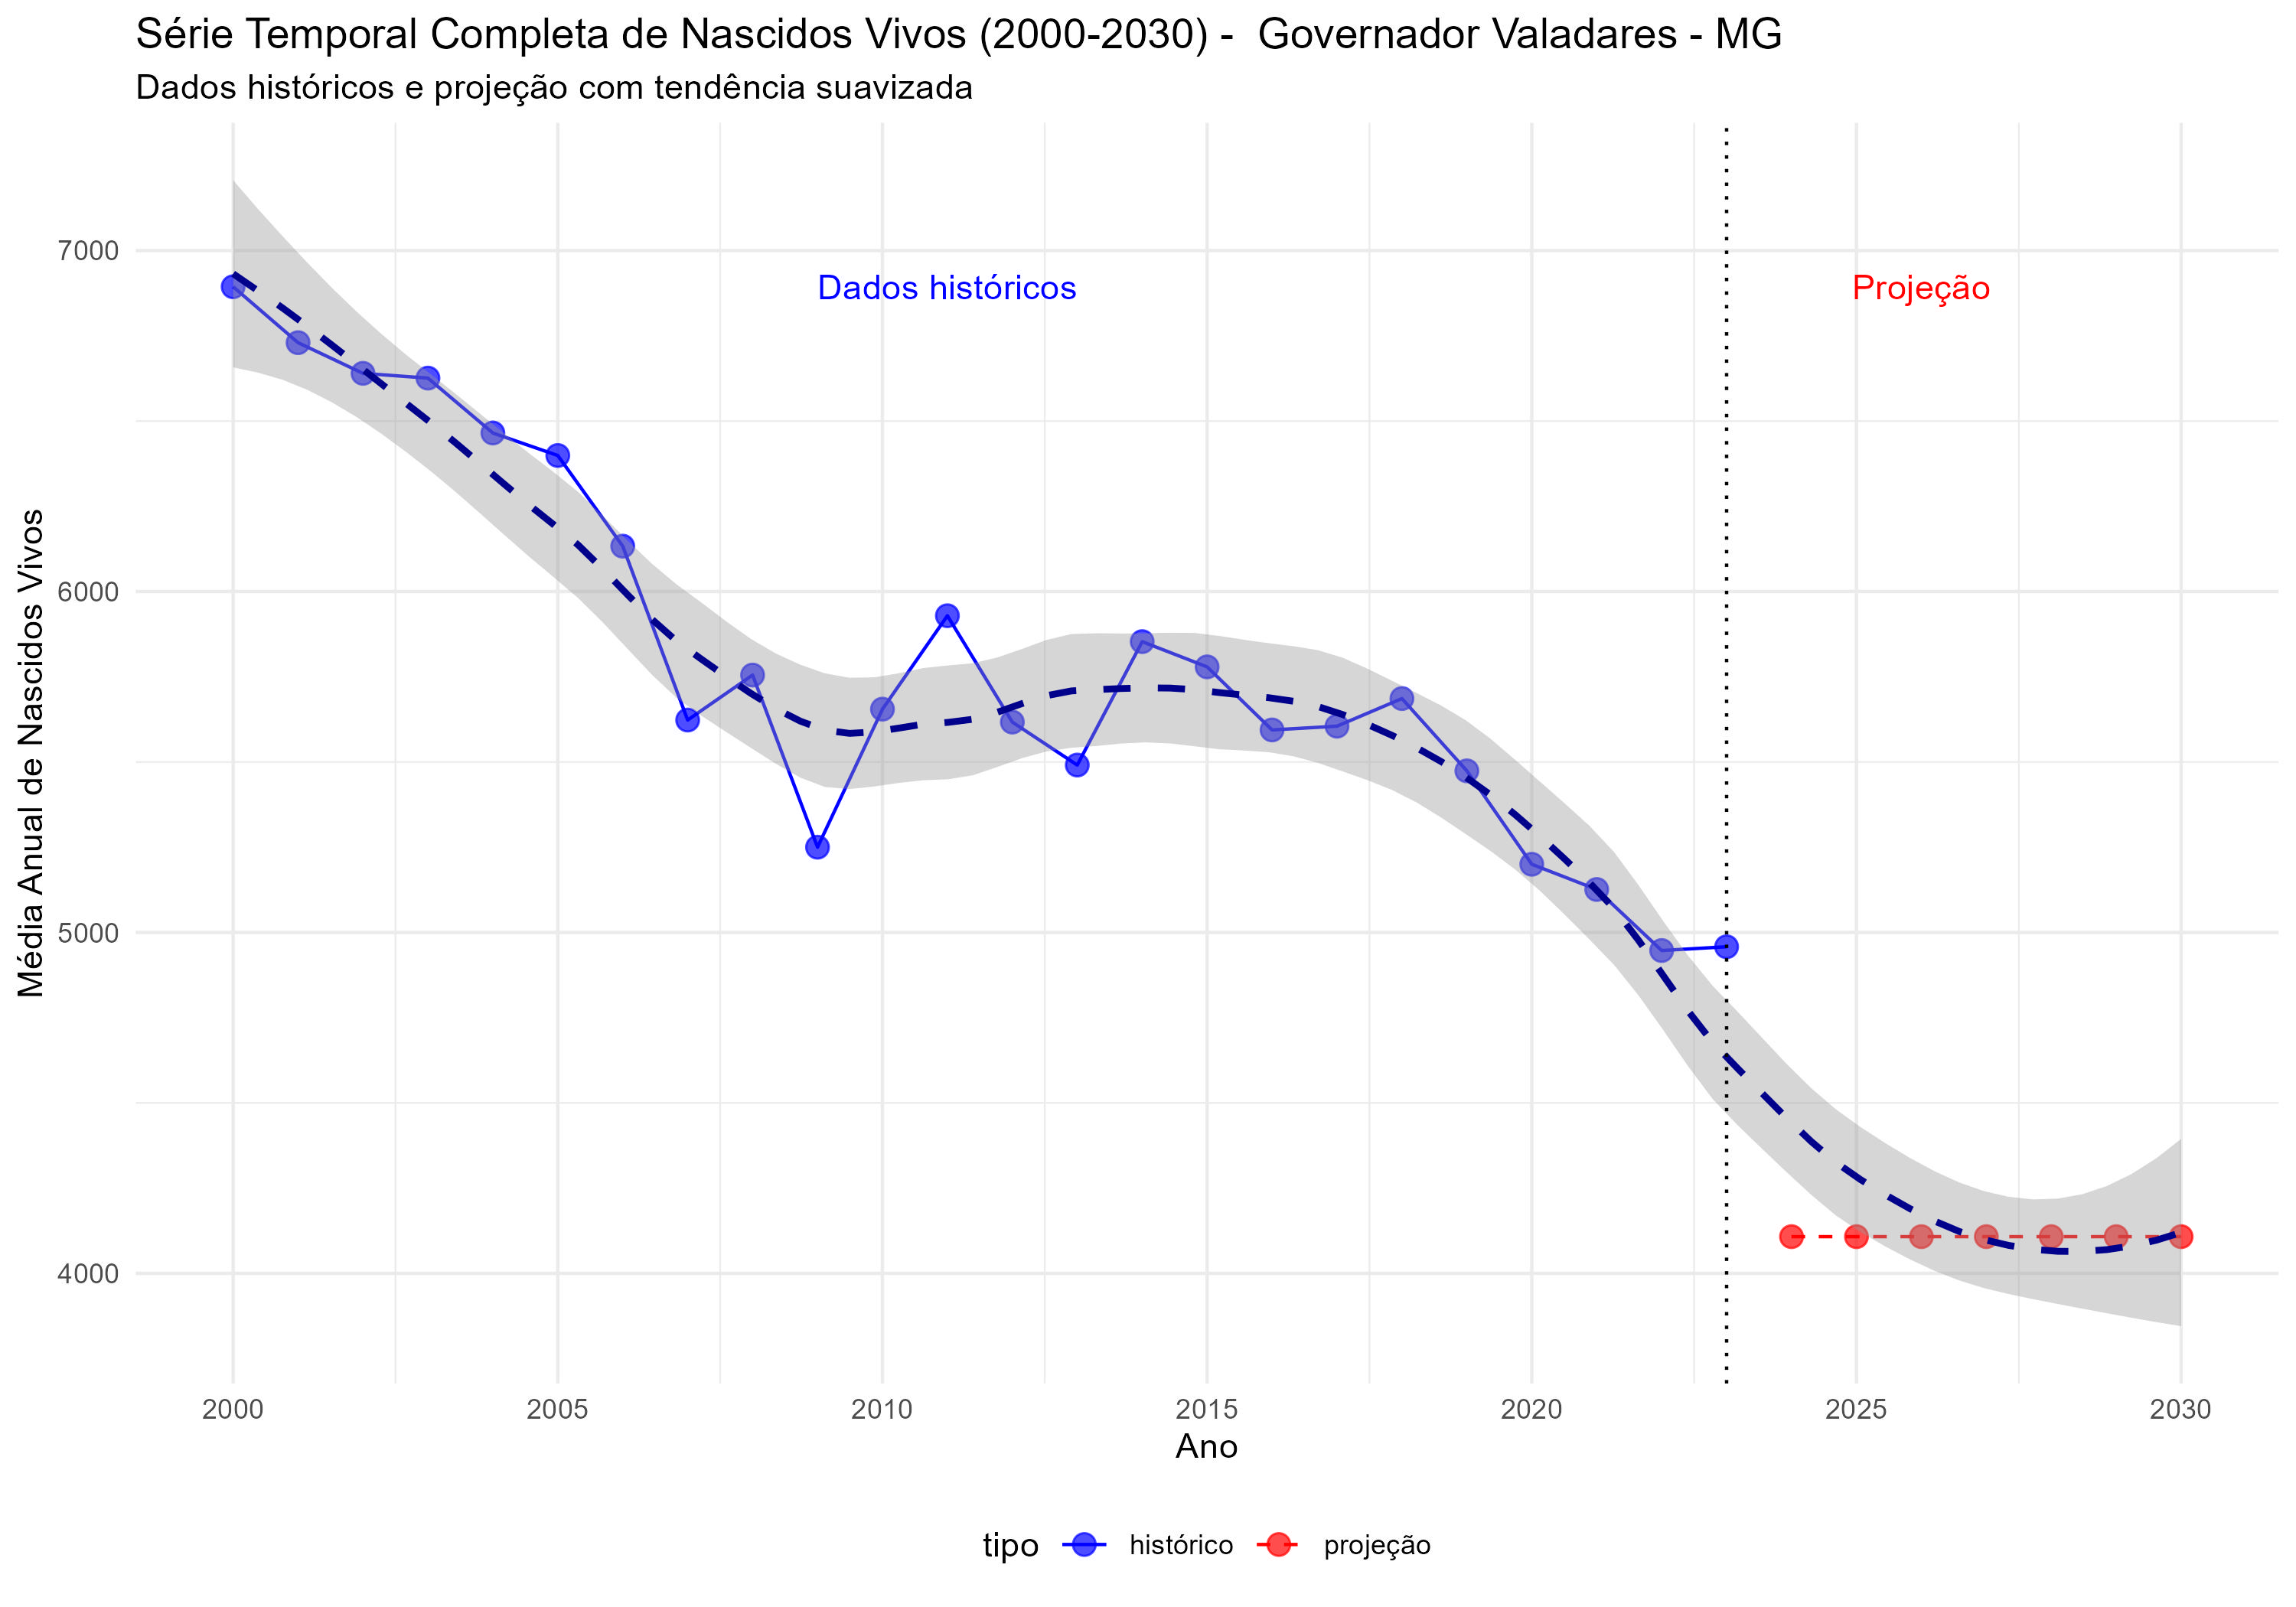 Série Temporal Completa de Nascidos Vivos (2000-2030) -  Governador Valadares - MG
Dados históricos e projeção com tendência suavizada
Média Anual de Nascidos Vivos
7000
6000
5000
4000
Dados históricos
Projeção
2000 2005 2010 2015 2020 2025 2030
Ano
tipo histórico projeção